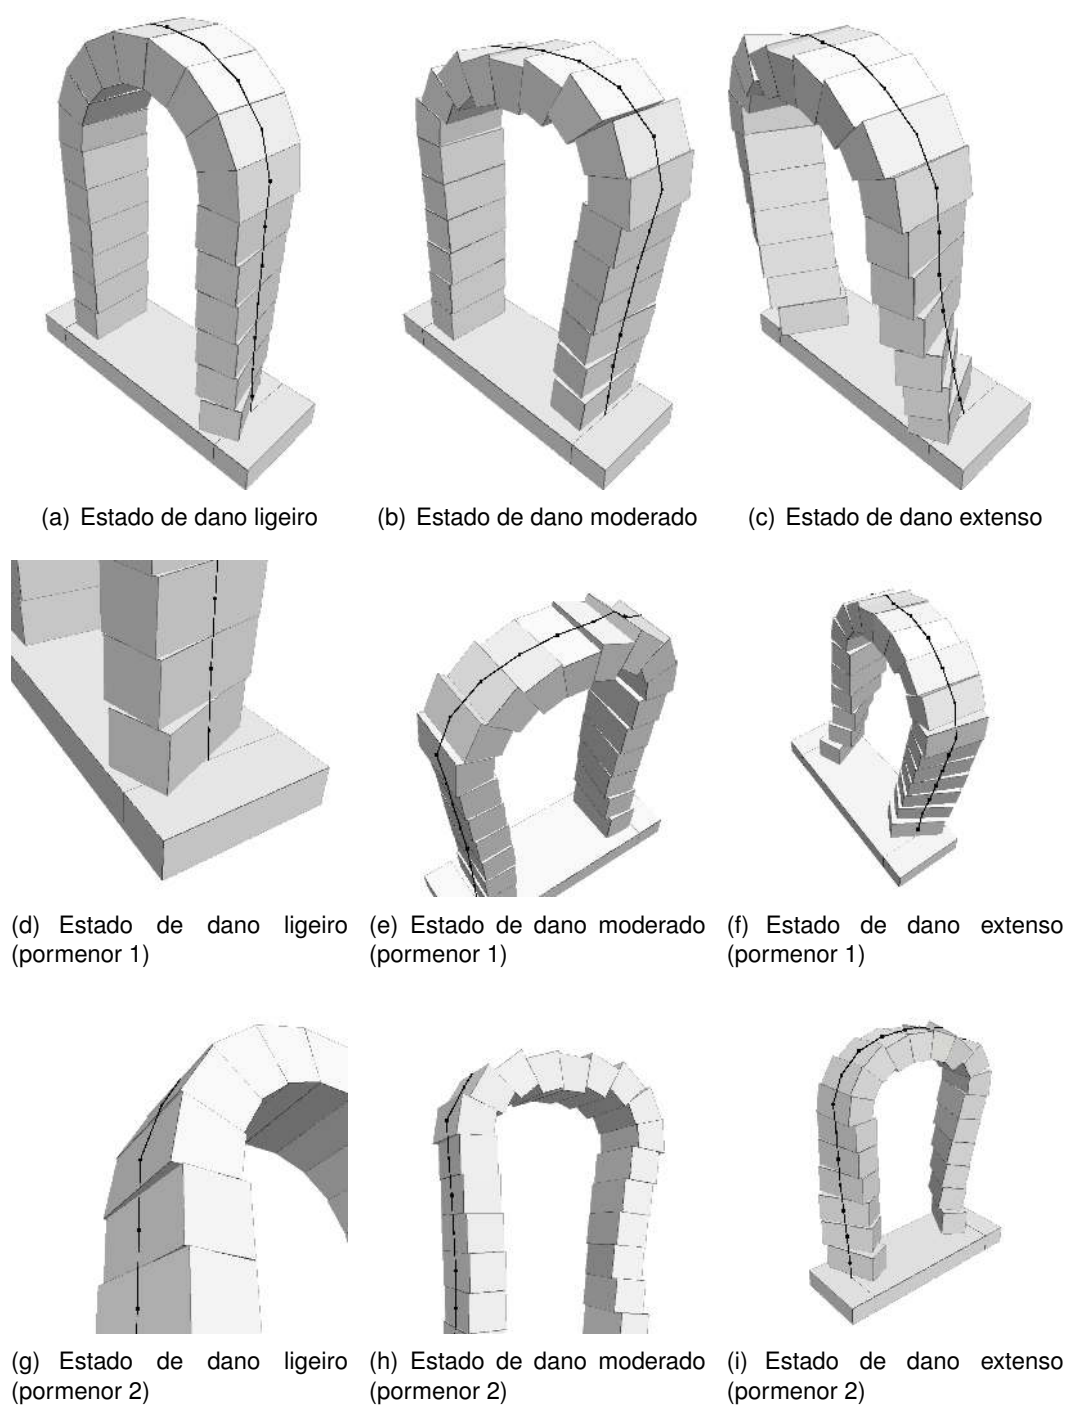 (a) Estado de dano ligeiro
(b) Estado de dano moderado
(c) Estado de dano extenso
(d) Estado de dano ligeiro
(pormenor 1)
(e) Estado de dano moderado
(pormenor 1)
(f) Estado de dano extenso
(pormenor 1)
(g) Estado de dano ligeiro
(pormenor 2)
(h) Estado de dano moderado
(pormenor 2)
(i) Estado de dano extenso
(pormenor 2)